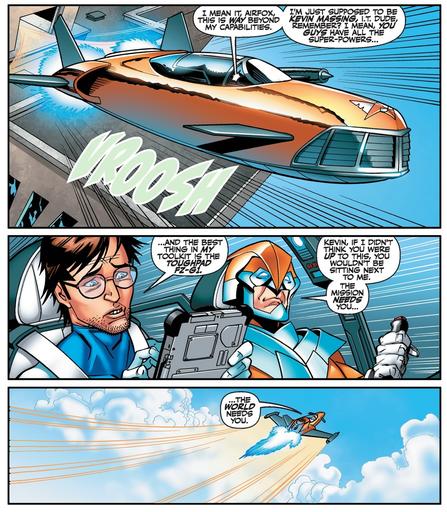 I MEAN IT, AIRFOX,
THIS IS WAY BEYOND
MY CAPABILITIES.
I'M JUST SUPPOSED TO BE
KEVIN MASSING, I.T. DUDE,
REMEMBER? I MEAN, YOU
GUYS HAVE ALL THE
SUPER-POWERS...
VROOSH
...AND THE BEST
THING IN MY
TOOLKIT IS THE
TOUGHPAD
FZ-G1.
KEVIN, IF I DIDN'T
THINK YOU WERE
UP TO THIS, YOU
WOULDN'T BE
SITTING NEXT
TO ME.
THE
MISSION
NEEDS
YOU...
...THE
WORLD
NEEDS
YOU.